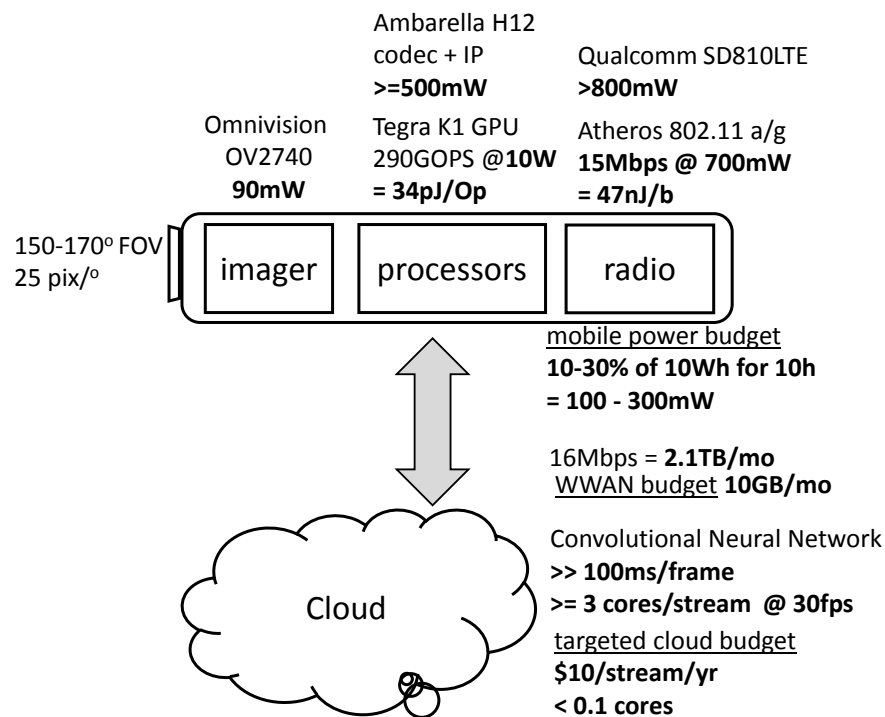 Ambarella H12
codec + IP
>=500mW
Qualcomm SD810LTE
>800mW
Omnivision
OV2740
90mW
Tegra K1 GPU
290GOPS @10W
= 34pJ/Op
Atheros 802.11 a/g
15Mbps @ 700mW
= 47nJ/b
150-170º FOV
25 pix/º
imager
processors
radio
mobile power budget
10-30% of 10Wh for 10h
= 100 - 300mW
16Mbps = 2.1TB/mo
WWAN budget 10GB/mo
Cloud
Convolutional Neural Network
>> 100ms/frame
>= 3 cores/stream @ 30fps
targeted cloud budget
$10/stream/yr
< 0.1 cores